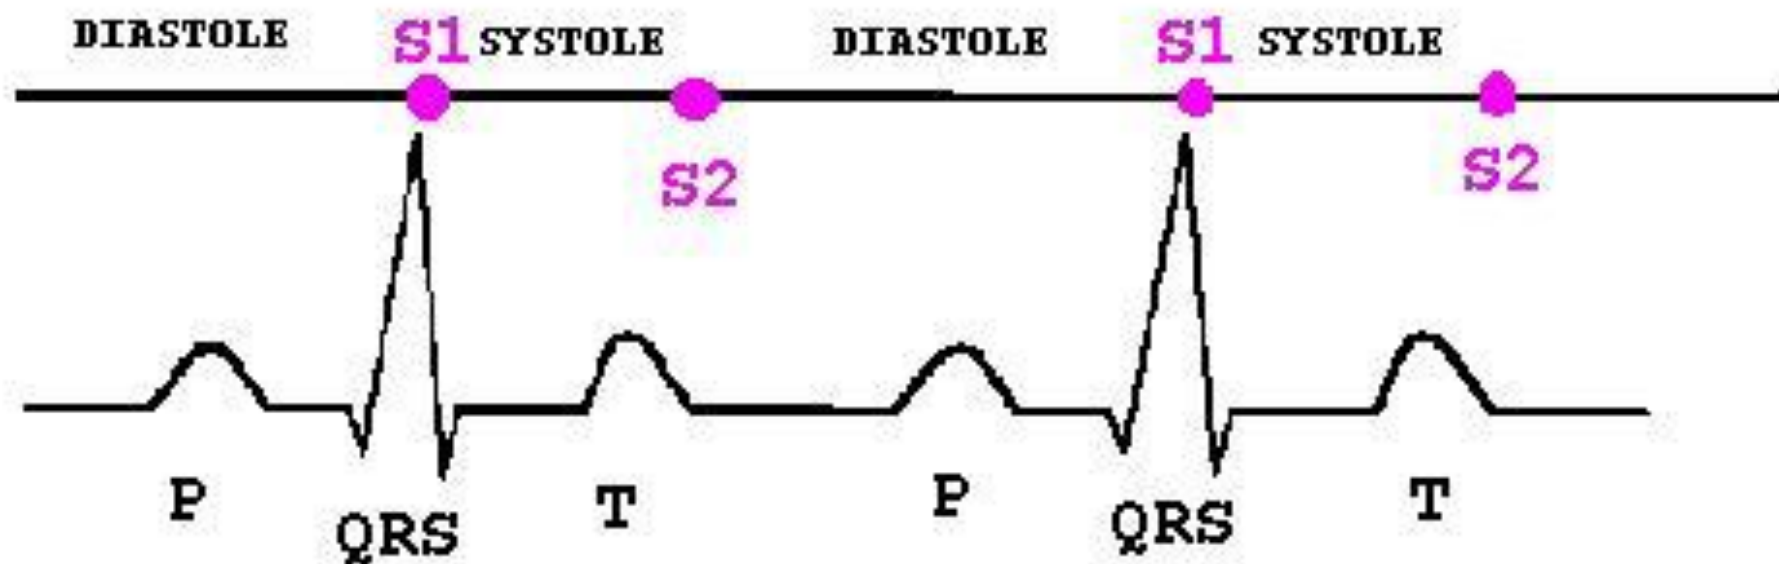 DIASTOLE S1 SYSTOLE DIASTOLE S1 SYSTOLE
S2 S2
P QRS T P QRS T